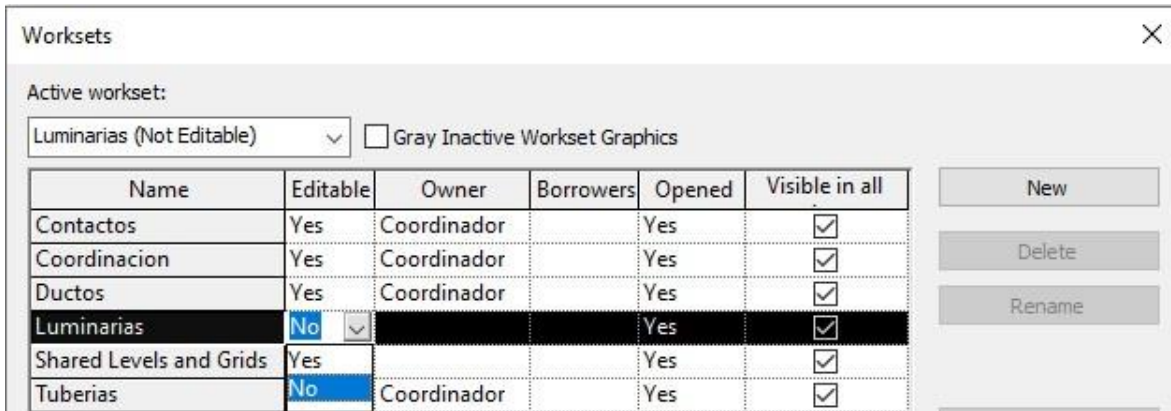 Worksets
Active workset:
Luminarias (Not Editable)
Gray Inactive Workset Graphics
Name Editable Owner Borrowers Opened Visible in all
New
Contactos Yes Coordinador Yes
Coordinacion Yes Coordinador Yes
Delete
Ductos Yes Coordinador Yes
Rename
Luminarias No Yes
Shared Levels and Grids Yes Yes
Tuberias No Coordinador Yes